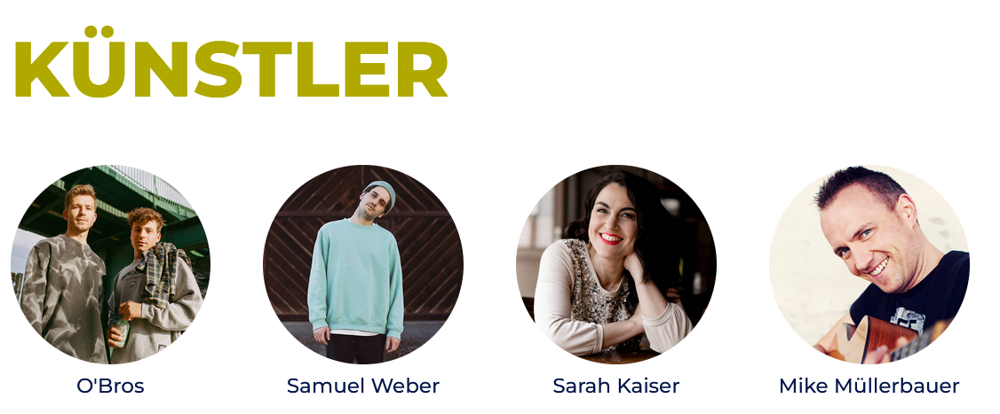 KÜNSTLER
O'Bros
Samuel Weber
Sarah Kaiser
Mike Müllerbauer